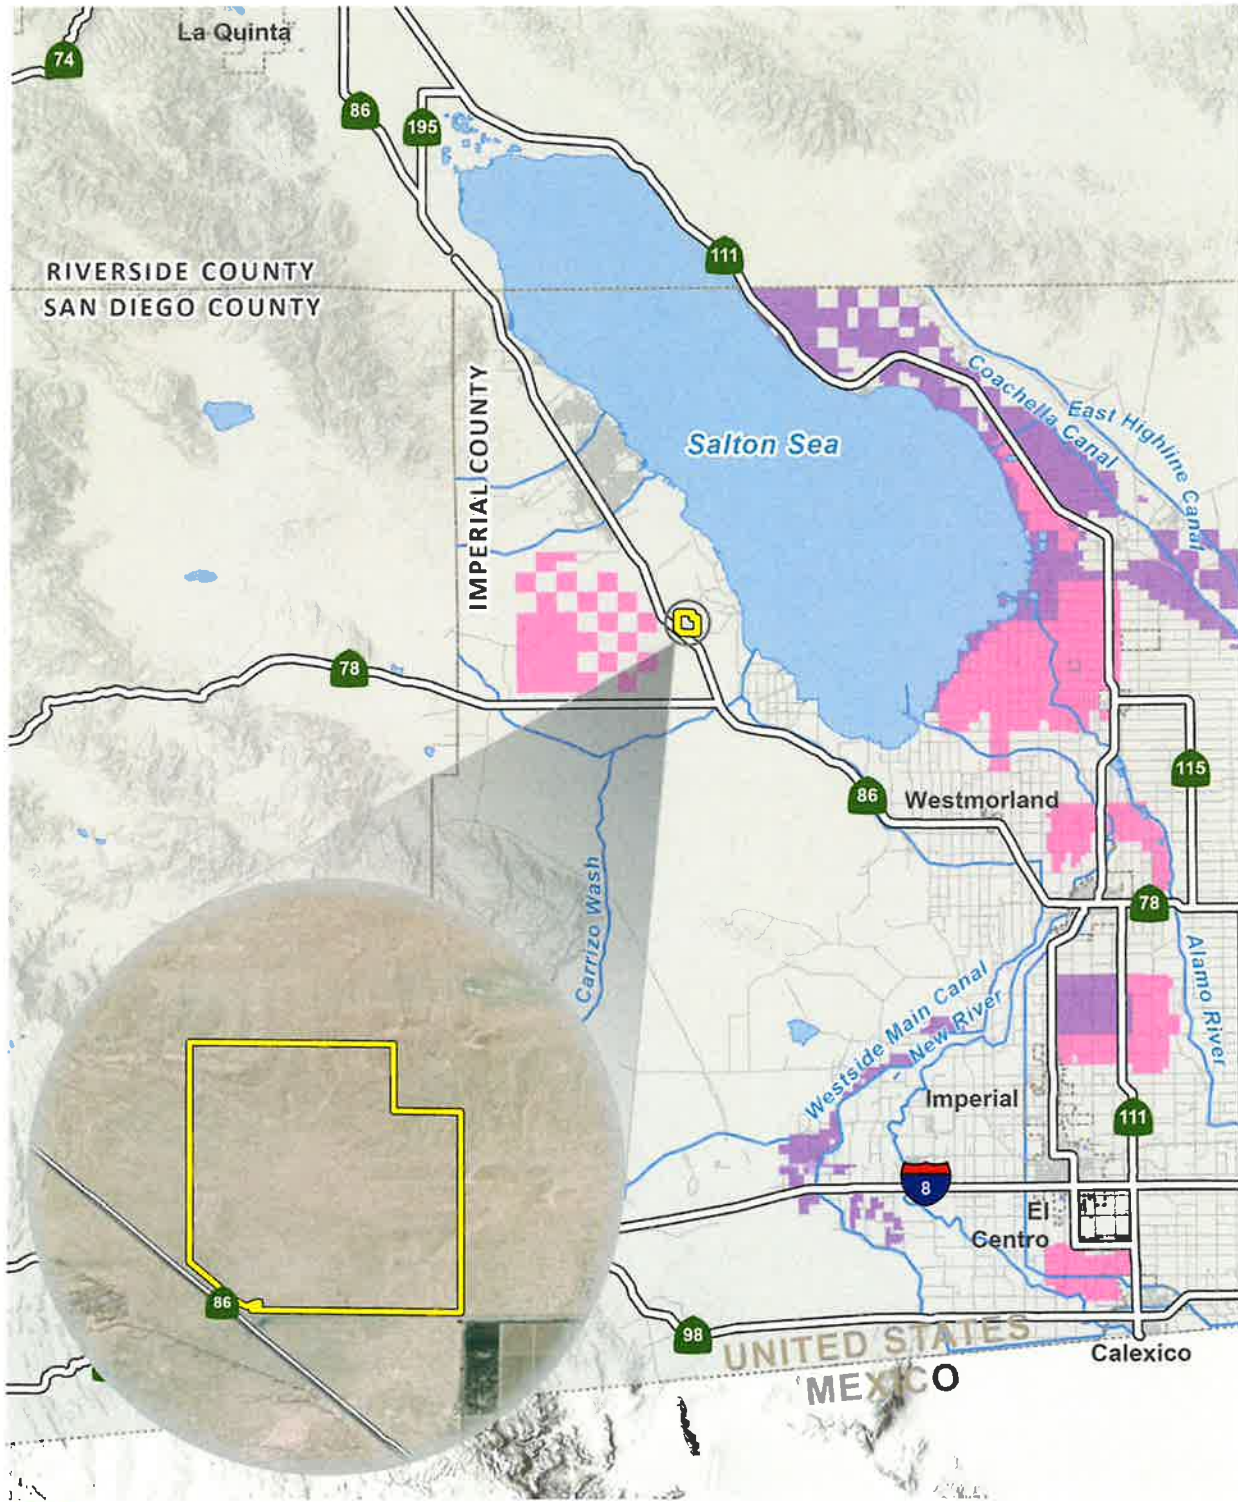 La Quinta
74
86
195
111
RIVERSIDE COUNTY
SAN DIEGO COUNTY
IMPERIAL COUNTY
Salton Sea
Coachella Canal
East Highline Canal
78
86
Westmorland
115
78
Carrizo Wash
Alamo River
Westside Main Canal
New River
Imperial
111
8
El
Centro
86
98
UNITED STATES
MEXICO
Calexico